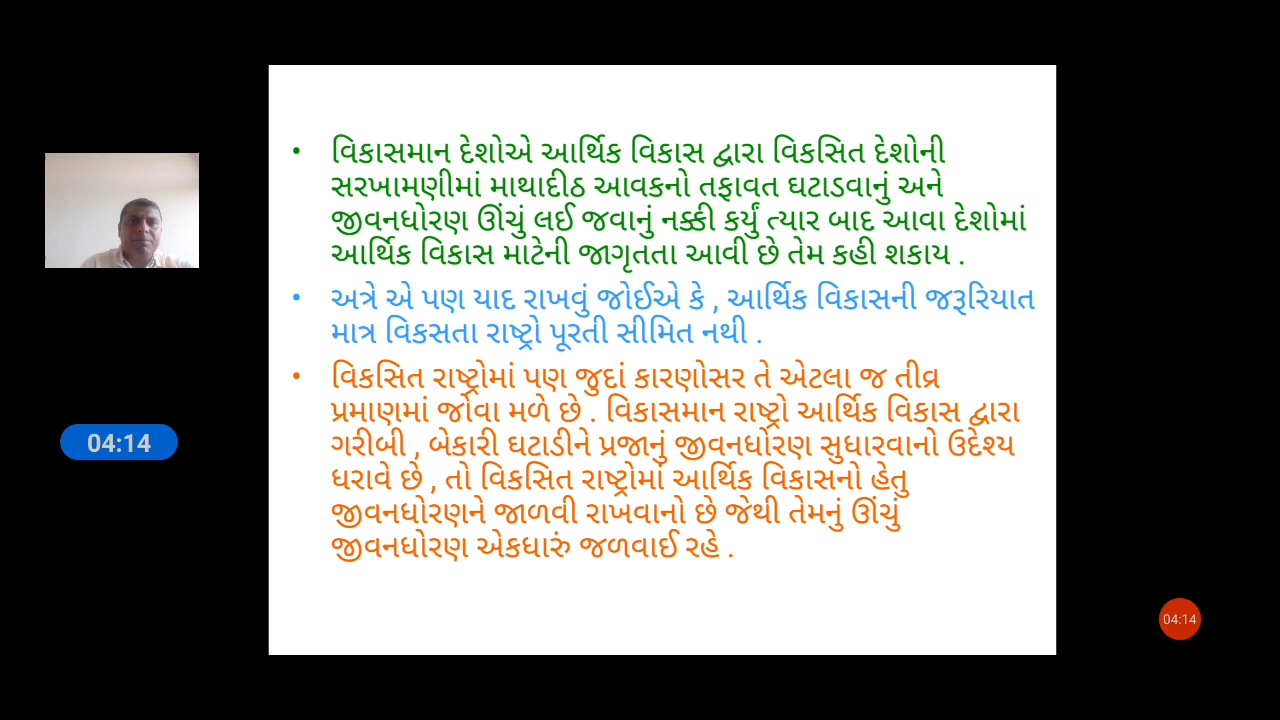 • વિકાસમાન દેશોએ આર્થિક વિકાસ દ્વારા વિકસિત દેશોની
સરખામણીમાં માથાદીઠ આવકનો તફાવત ઘટાડવાનું અને
જીવનધોરણ ઊંચું લઈ જવાનું નક્કી કર્યું ત્યાર બાદ આવા દેશોમાં
આર્થિક વિકાસ માટેની જાગૃતતા આવી છે તેમ કહી શકાય .
• અત્રે એ પણ યાદ રાખવું જોઈએ કે , આર્થિક વિકાસની જરૂરિયાત
માત્ર વિકસતા રાષ્ટ્રો પૂરતી સીમિત નથી .
• વિકસિત રાષ્ટ્રોમાં પણ જુદાં કારણોસર તે એટલા જ તીવ્ર
પ્રમાણમાં જોવા મળે છે . વિકાસમાન રાષ્ટ્રો આર્થિક વિકાસ દ્વારા
ગરીબી , બેકારી ઘટાડીને પ્રજાનું જીવનધોરણ સુધારવાનો ઉદેશ્ય
ધરાવે છે , તો વિકસિત રાષ્ટ્રોમાં આર્થિક વિકાસનો હેતુ
જીવનધોરણને જાળવી રાખવાનો છે જેથી તેમનું ઊંચું
જીવનધોરણ એકધારું જળવાઈ રહે .
04:14
04:14